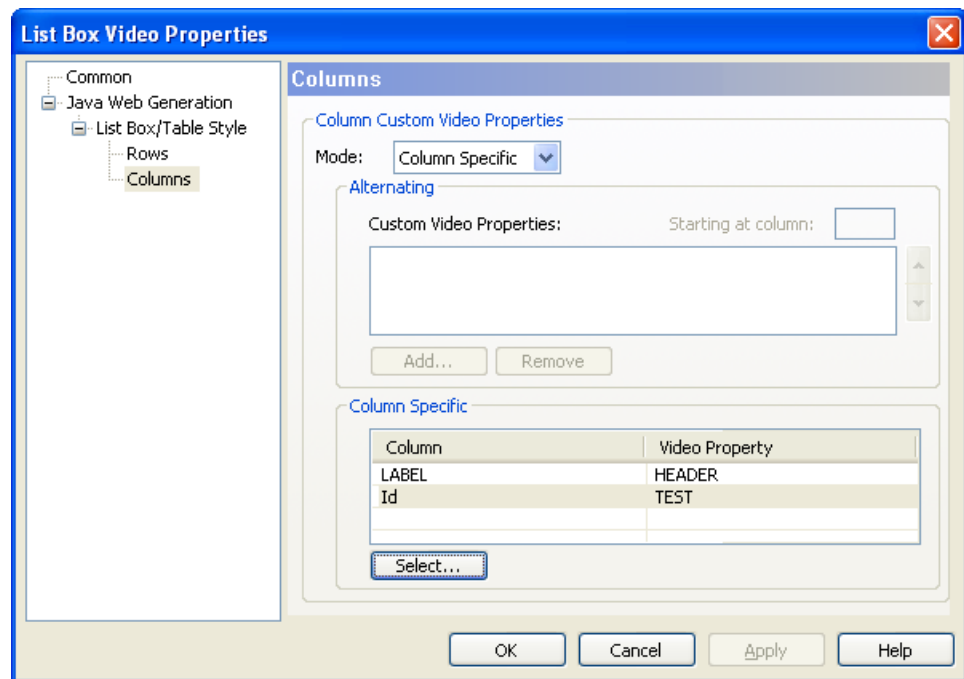 List Box Video Properties
Common
Java Web Generation
List Box/Table Style
Rows
Columns
Columns
Column Custom Video Properties
Mode: Column Specific
Alternating
Custom Video Properties: Starting at column:
Add... Remove
Column Specific
Column Video Property
LABEL HEADER
Id TEST
Select...
OK Cancel Apply Help